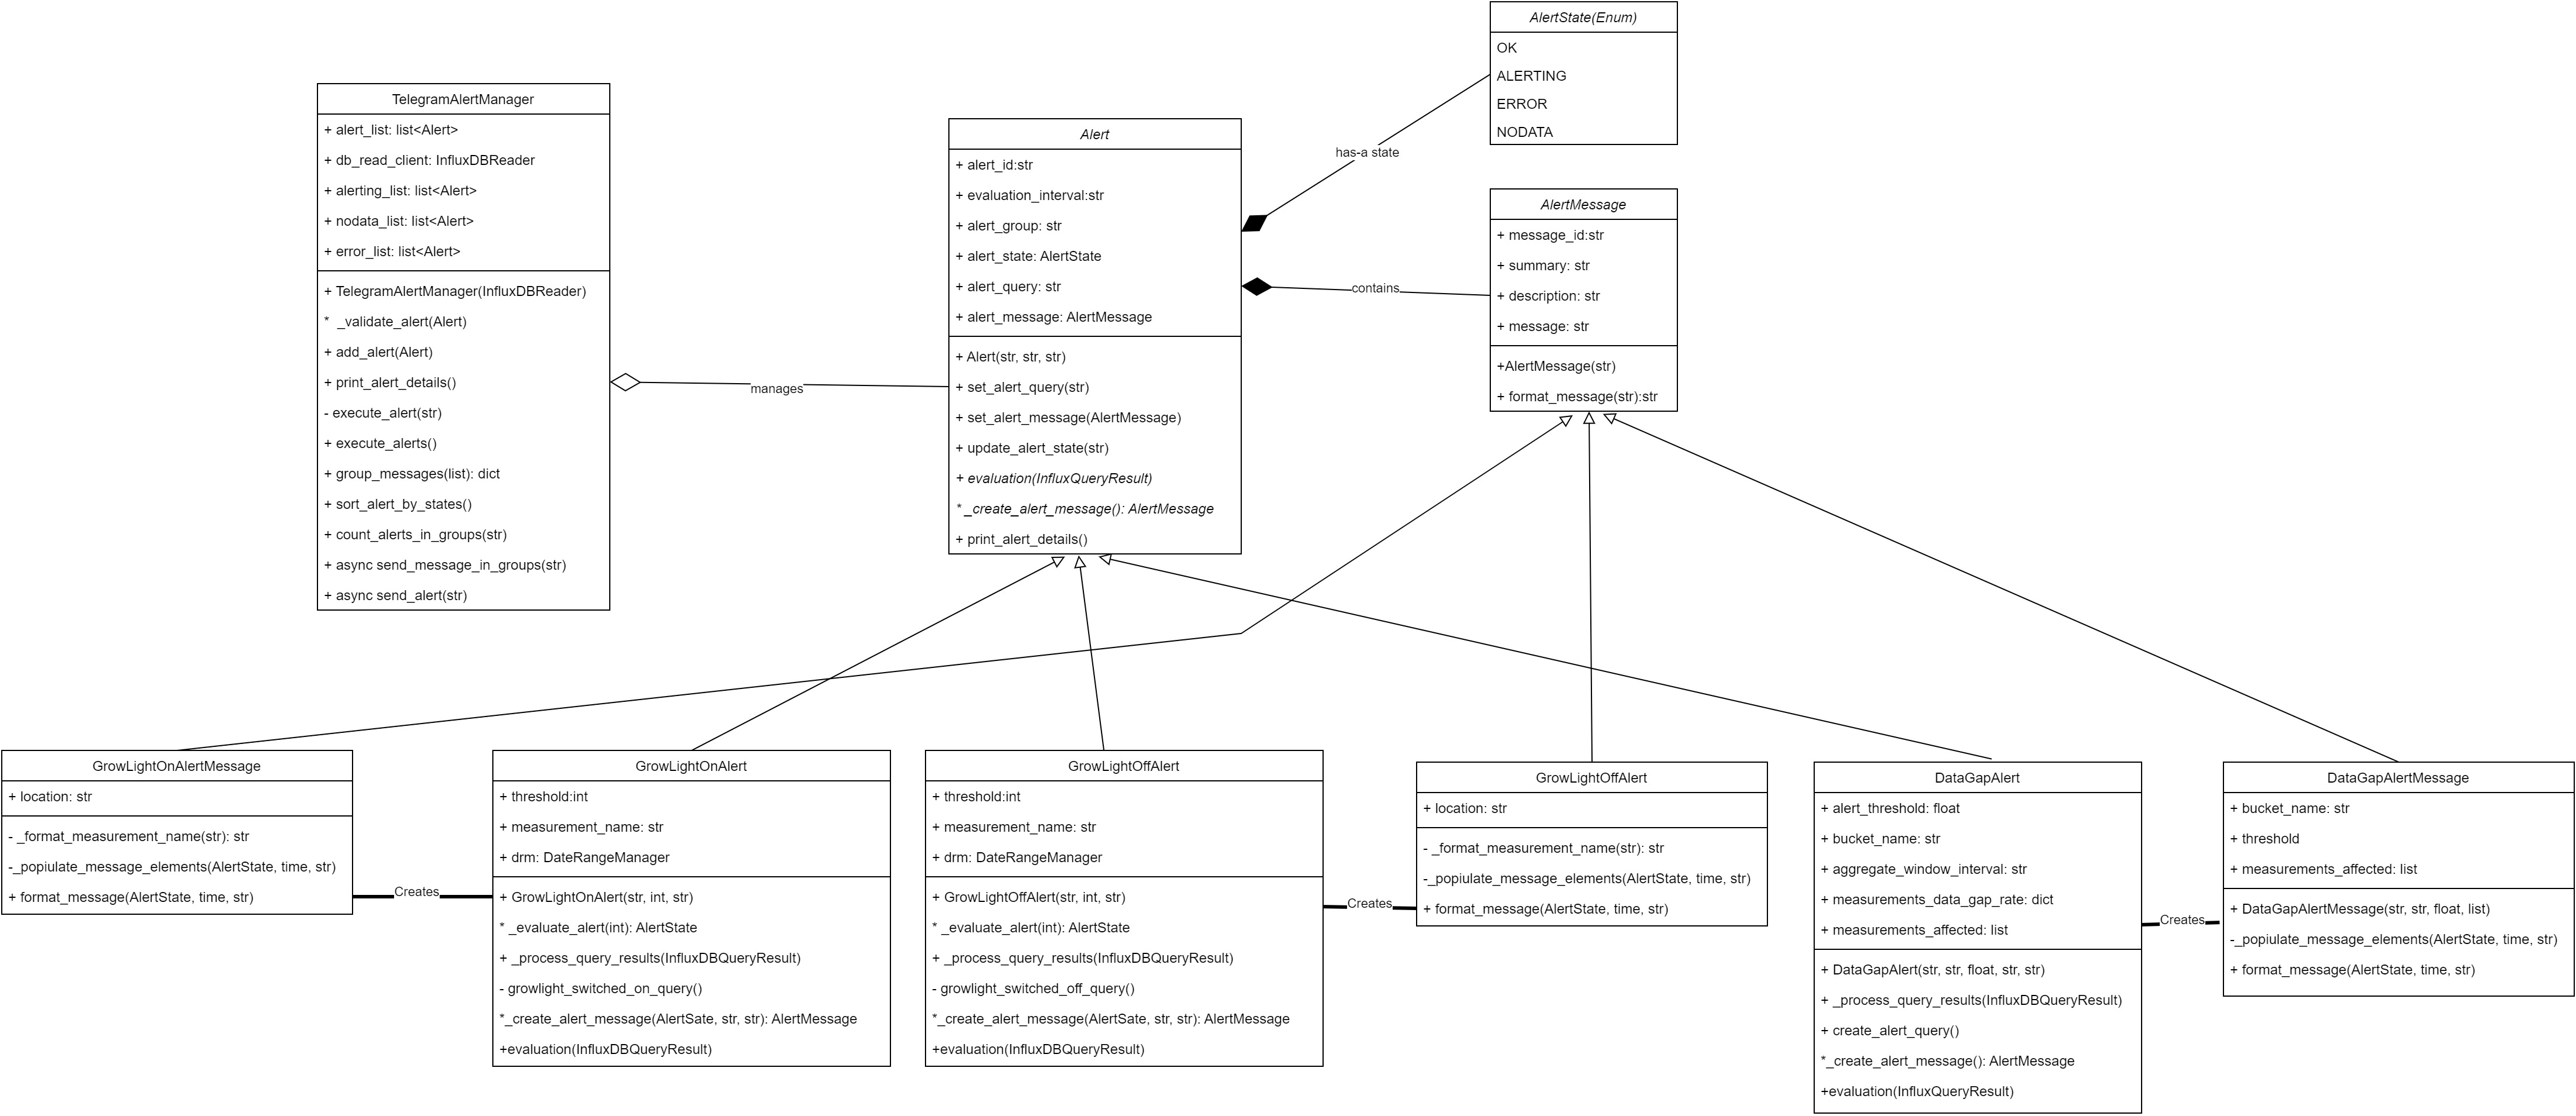 AlertState(Enum)
OK
ALERTING
ERROR
NODATA
TelegramAlertManager
+ alert_list: list<Alert>
+ db_read_client: InfluxDBReader
+ alerting_list: list<Alert>
+ nodata_list: list<Alert>
+ error_list: list<Alert>
+ TelegramAlertManager(InfluxDBReader)
* _validate_alert(Alert)
+ add_alert(Alert)
+ print_alert_details()
- execute_alert(str)
+ execute_alerts()
+ group_messages(list): dict
+ sort_alert_by_states()
+ count_alerts_in_groups(str)
+ async send_message_in_groups(str)
+ async send_alert(str)
manages
Alert
+ alert_id:str
+ evaluation_interval:str
+ alert_group: str
+ alert_state: AlertState
+ alert_query: str
+ alert_message: AlertMessage
+ Alert(str, str, str)
+ set_alert_query(str)
+ set_alert_message(AlertMessage)
+ update_alert_state(str)
+ evaluation(InfluxQueryResult)
* _create_alert_message(): AlertMessage
+ print_alert_details()
has-a state
contains
AlertMessage
+ message_id:str
+ summary: str
+ description: str
+ message: str
+AlertMessage(str)
+ format_message(str):str
GrowLightOnAlertMessage
+ location: str
- _format_measurement_name(str): str
-_popiulate_message_elements(AlertState, time, str)
+ format_message(AlertState, time, str)
Creates
GrowLightOnAlert
+ threshold:int
+ measurement_name: str
+ drm: DateRangeManager
+ GrowLightOnAlert(str, int, str)
* _evaluate_alert(int): AlertState
+ _process_query_results(InfluxDBQueryResult)
- growlight_switched_on_query()
*_create_alert_message(AlertSate, str, str): AlertMessage
+evaluation(InfluxDBQueryResult)
GrowLightOffAlert
+ threshold:int
+ measurement_name: str
+ drm: DateRangeManager
+ GrowLightOffAlert(str, int, str)
* _evaluate_alert(int): AlertState
+ _process_query_results(InfluxDBQueryResult)
- growlight_switched_off_query()
*_create_alert_message(AlertSate, str, str): AlertMessage
+evaluation(InfluxDBQueryResult)
Creates
GrowLightOffAlert
+ location: str
- _format_measurement_name(str): str
-_popiulate_message_elements(AlertState, time, str)
+ format_message(AlertState, time, str)
DataGapAlert
+ alert_threshold: float
+ bucket_name: str
+ aggregate_window_interval: str
+ measurements_data_gap_rate: dict
+ measurements_affected: list
+ DataGapAlert(str, str, float, str, str)
+ _process_query_results(InfluxDBQueryResult)
+ create_alert_query()
*_create_alert_message(): AlertMessage
+evaluation(InfluxQueryResult)
Creates
DataGapAlertMessage
+ bucket_name: str
+ threshold
+ measurements_affected: list
+ DataGapAlertMessage(str, str, float, list)
-_popiulate_message_elements(AlertState, time, str)
+ format_message(AlertState, time, str)